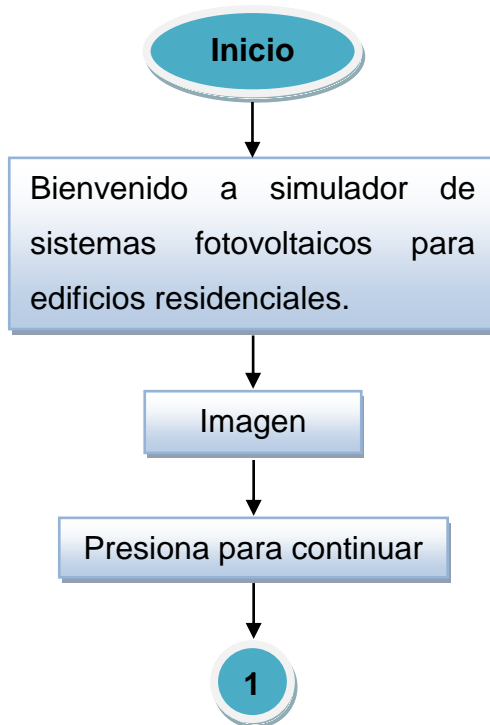 Inicio
Bienvenido a simulador de
sistemas fotovoltaicos para
edificios residenciales.
Imagen
Presiona para continuar
1